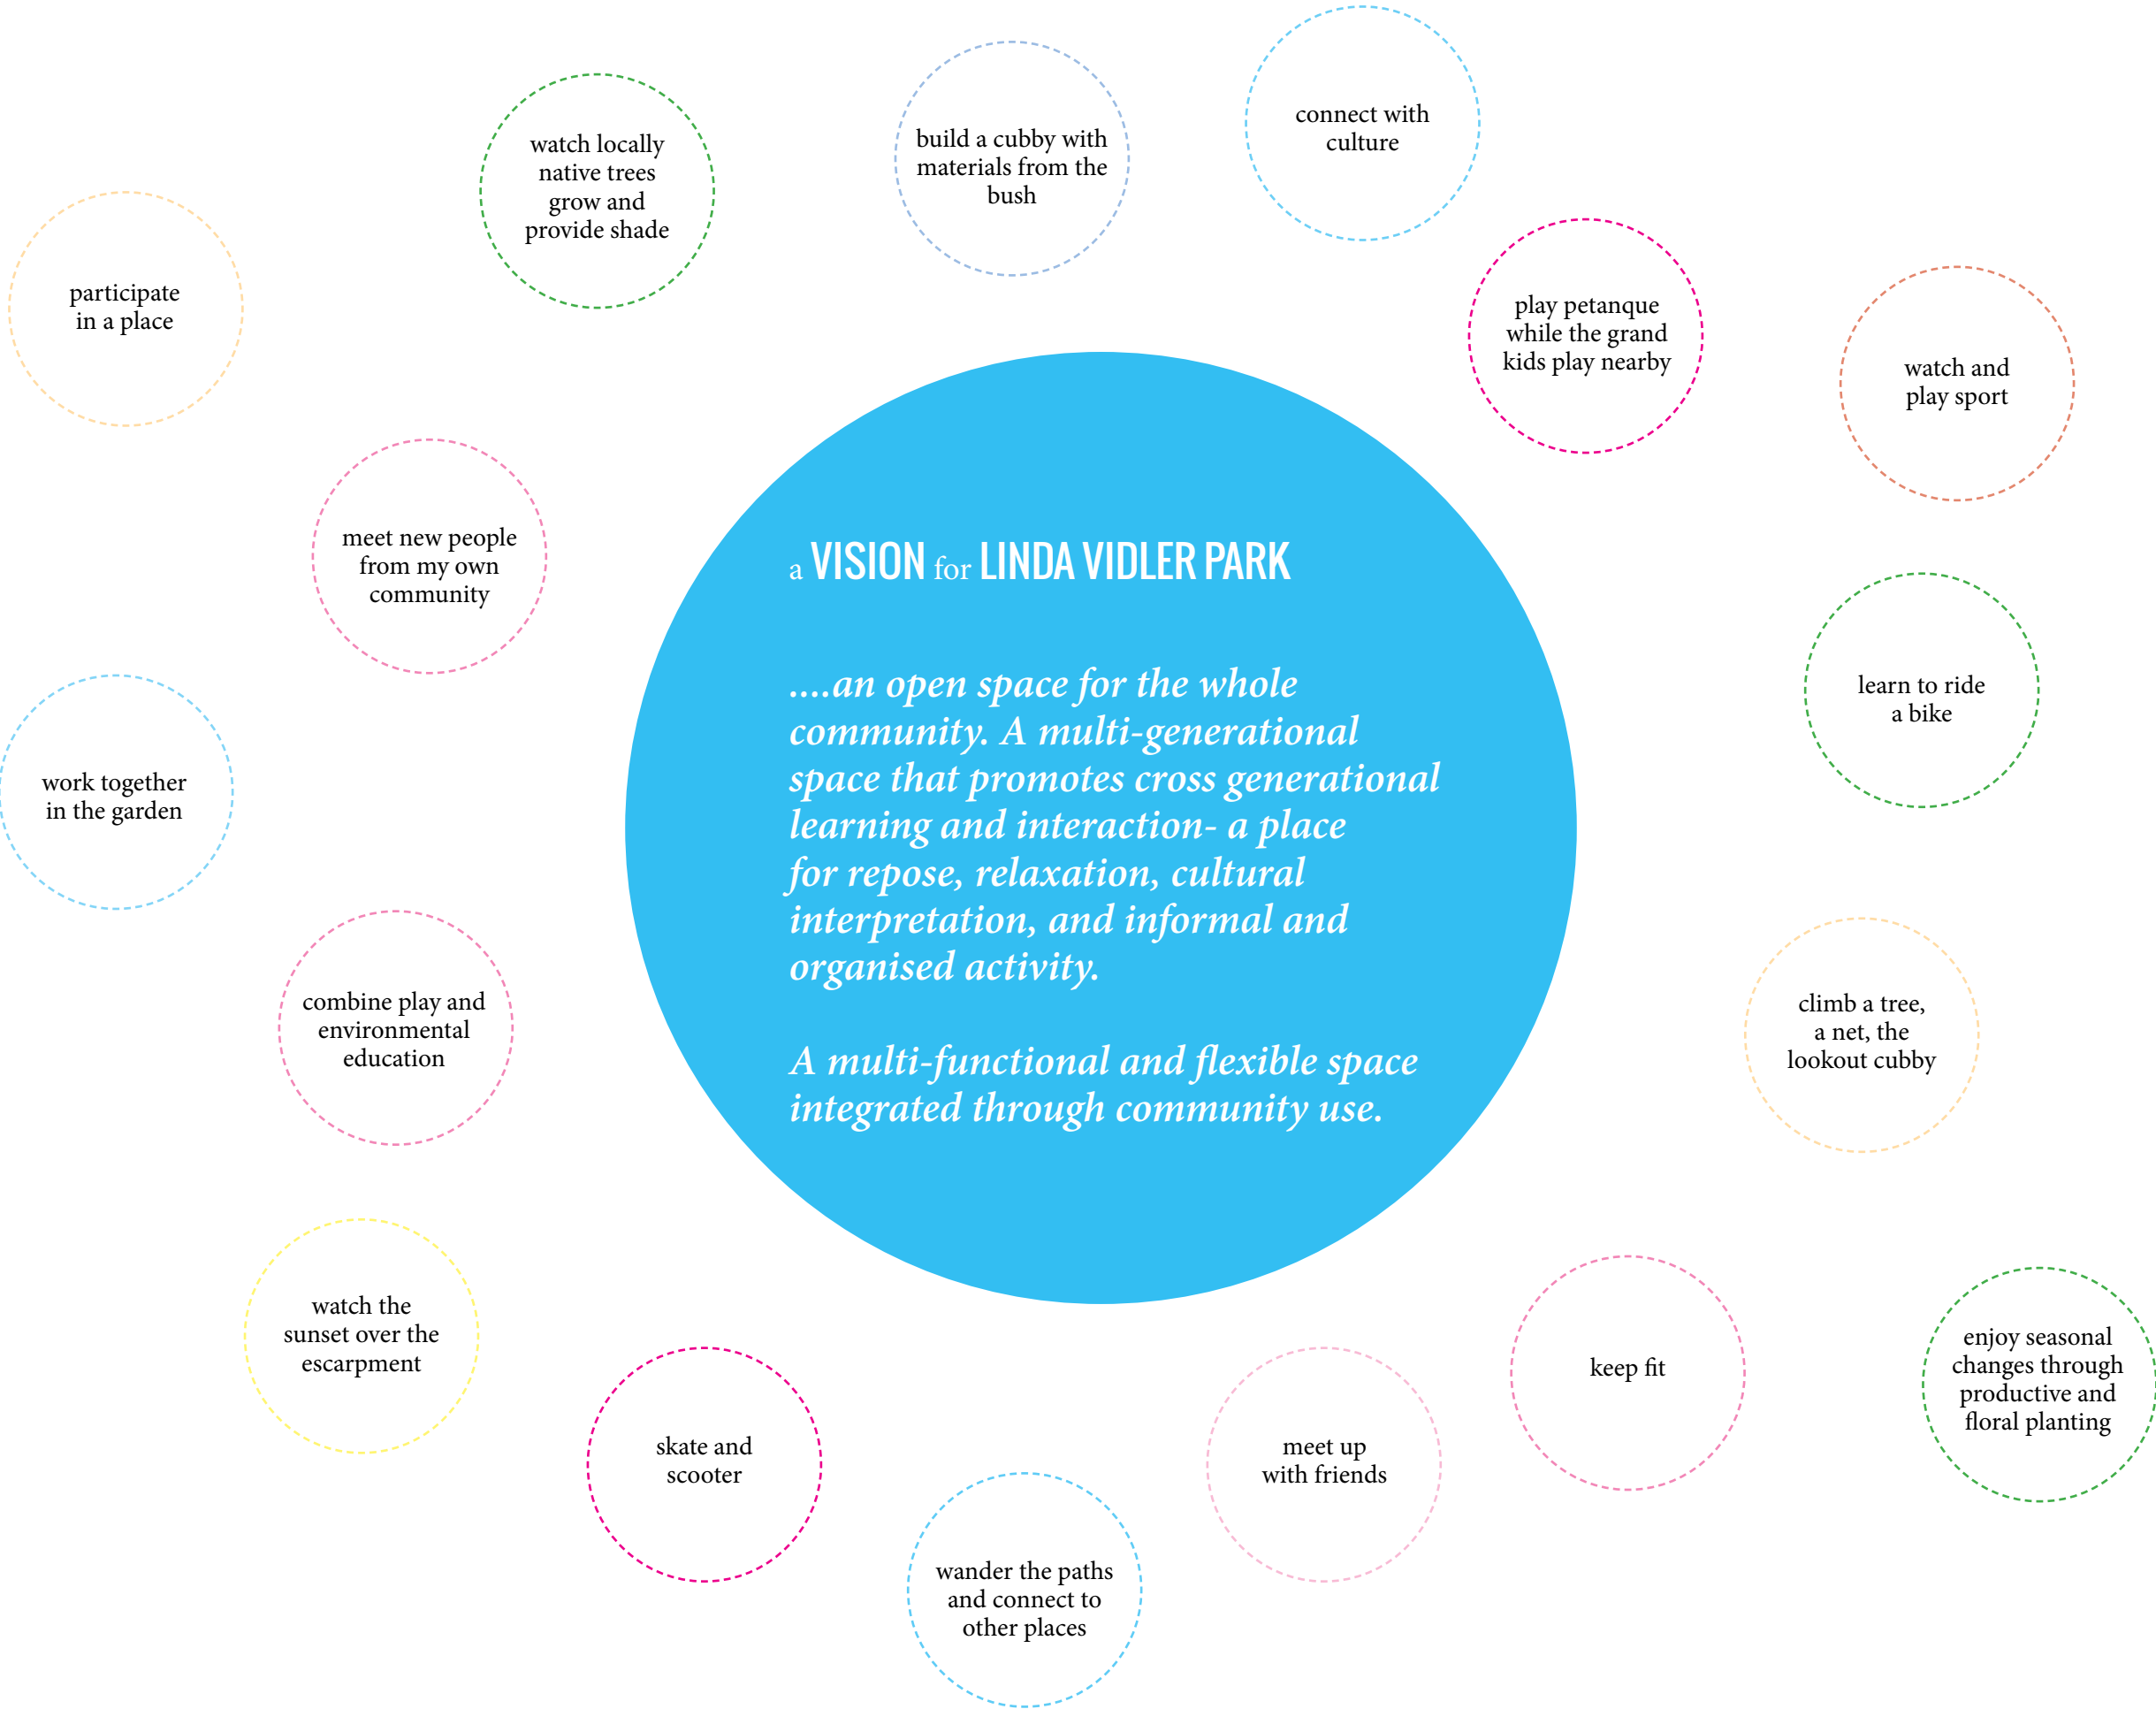 connect with
culture
build a cubby with
materials from the
bush
watch locally
native trees
grow and
provide shade
participate
in a place
play petanque
while the grand
kids play nearby
watch and
play sport
meet new people
from my own
community
a VISION for LINDA VIDLER PARK
....an open space for the whole
community. A multi-generational
space that promotes cross generational
learning and interaction- a place
for repose, relaxation, cultural
interpretation, and informal and
organised activity.
A multi-functional and flexible space
integrated through community use.
learn to ride
a bike
work together
in the garden
combine play and
environmental
education
climb a tree,
a net, the
lookout cubby
watch the
sunset over the
escarpment
keep fit
enjoy seasonal
changes through
productive and
floral planting
skate and
scooter
meet up
with friends
wander the paths
and connect to
other places